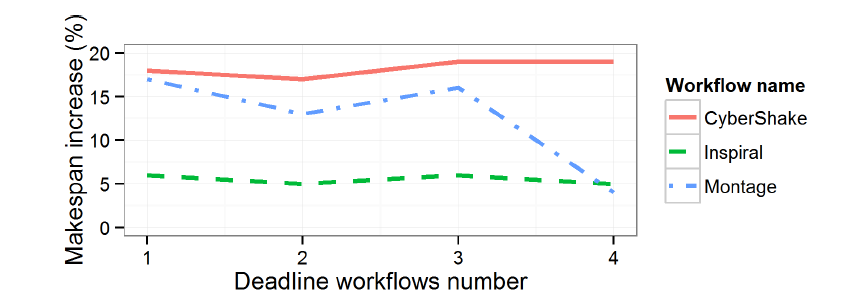 Makespan increase (%)
20
15
10
5
0
1 2 3 4
Deadline workflows number
Workflow name
CyberShake
Inspiral
Montage